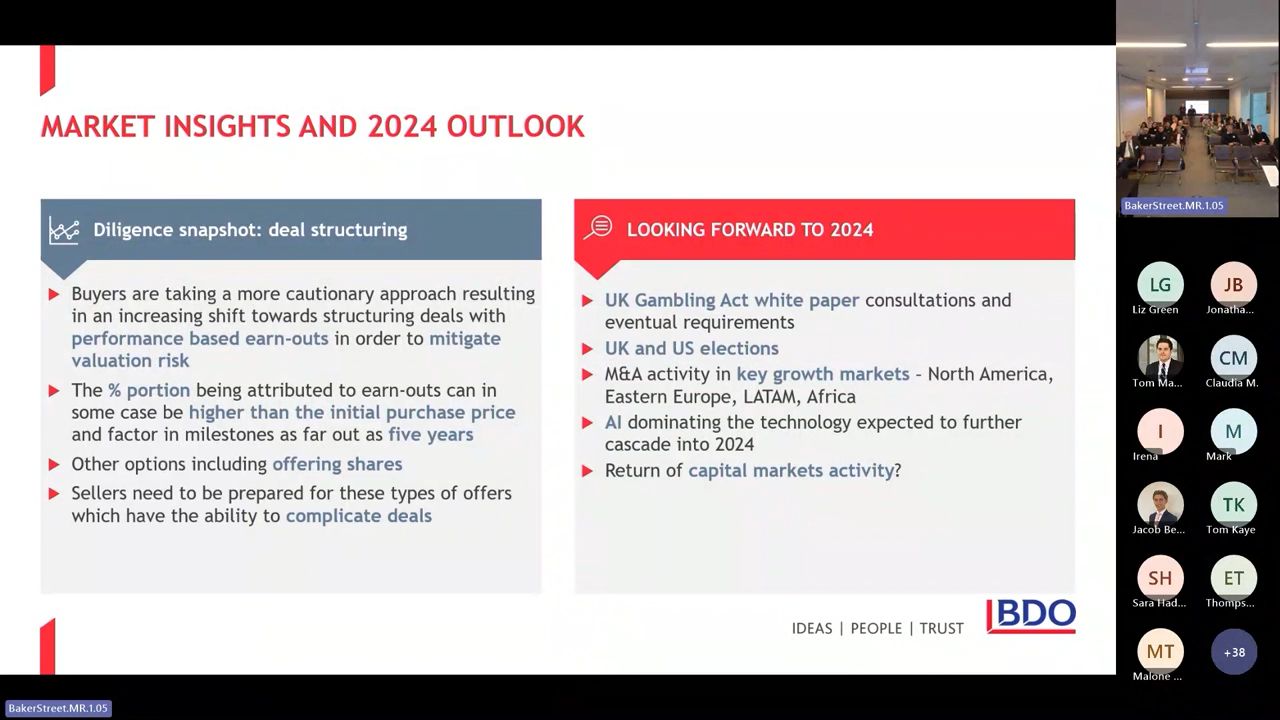 MARKET INSIGHTS AND 2024 OUTLOOK
Diligence snapshot: deal structuring
Buyers are taking a more cautionary approach resulting
in an increasing shift towards structuring deals with
performance based earn-outs in order to mitigate
valuation risk
The % portion being attributed to earn-outs can in
some case be higher than the initial purchase price
and factor in milestones as far out as five years
Other options including offering shares
Sellers need to be prepared for these types of offers
which have the ability to complicate deals
LOOKING FORWARD TO 2024
UK Gambling Act white paper consultations and
eventual requirements
UK and US elections
M&A activity in key growth markets – North America,
Eastern Europe, LATAM, Africa
AI dominating the technology expected to further
cascade into 2024
Return of capital markets activity?
IDEAS | PEOPLE | TRUST
BDO
BakerStreet.MR.1.05
LG
Liz Green
JB
Jonatha...
Tom Ma...
CM
Claudia M.
I
Irena
M
Mark
Jacob Be...
TK
Tom Kaye
SH
Sara Had...
ET
Thomps...
MT
Malone ...
+38
BakerStreet.MR.1.05